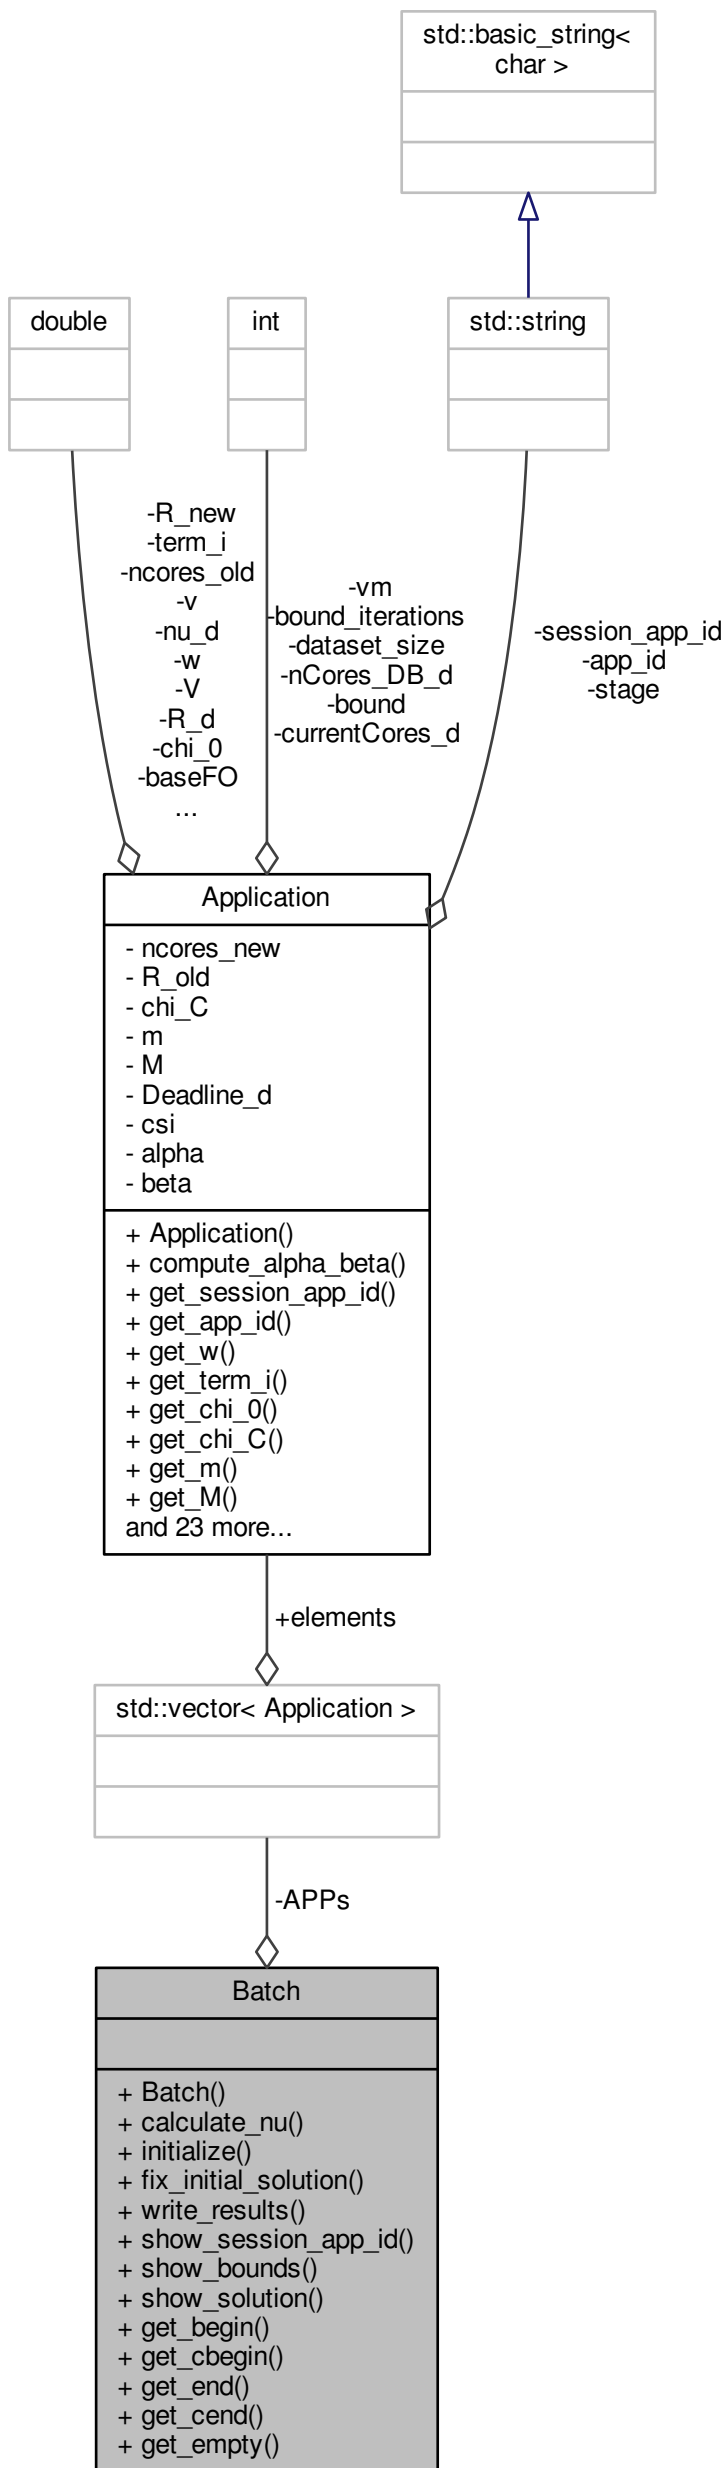 std::basic_string<
char >
double
int
std::string
-R_new
-term_i
-ncores_old
-v
-nu_d
-w
-V
-R_d
-chi_0
-baseFO
...
-vm
-bound_iterations
-dataset_size
-nCores_DB_d
-bound
-currentCores_d
-session_app_id
-app_id
-stage
Application
- ncores_new
- R_old
- chi_C
- m
- M
- Deadline_d
- csi
- alpha
- beta
+ Application()
+ compute_alpha_beta()
+ get_session_app_id()
+ get_app_id()
+ get_w()
+ get_term_i()
+ get_chi_0()
+ get_chi_C()
+ get_m()
+ get_M()
and 23 more...
+elements
std::vector< Application >
-APPs
Batch
+ Batch()
+ calculate_nu()
+ initialize()
+ fix_initial_solution()
+ write_results()
+ show_session_app_id()
+ show_bounds()
+ show_solution()
+ get_begin()
+ get_cbegin()
+ get_end()
+ get_cend()
+ get_empty()